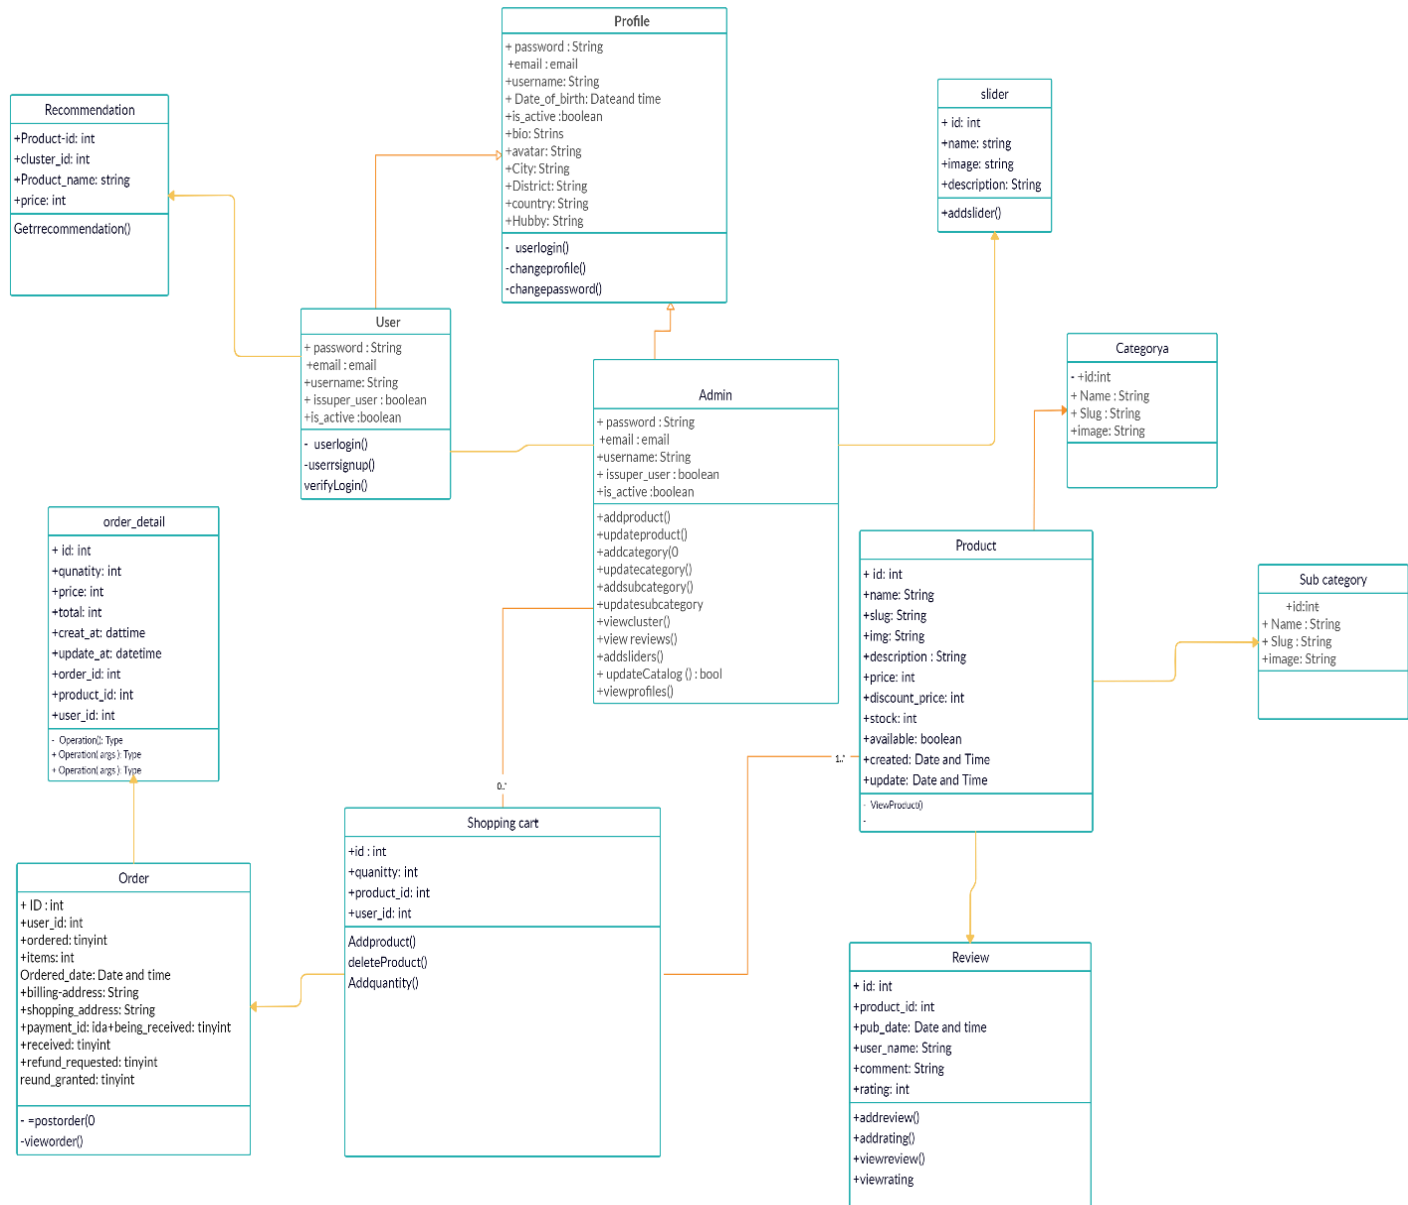 Profile
+ password : String
+email : email
+username: String
+ Date_of_birth: Dateand time
+is_active :boolean
+bio: Strins
+avatar: String
+City: String
+District: String
+country: String
+Hubby: String
- userlogin()
-changeprofile()
-changepassword()
Recommendation
+Product-id: int
+cluster_id: int
+Product_name: string
+price: int
Getrrecommendation()
slider
+ id: int
+name: string
+image: string
+description: String
+addslider()
User
+ password : String
+email : email
+username: String
+ issuper_user : boolean
+is_active :boolean
- userlogin()
-userrsignup()
verifyLogin()
Admin
+ password : String
+email : email
+username: String
+ issuper_user : boolean
+is_active :boolean
+addproduct()
+updateproduct()
+addcategory(0
+updatecategory()
+addsubcategory()
+updatesubcategory
+viewcluster()
+view reviews()
+addsliders()
+ updateCatalog () : bool
+viewprofiles()
Categorya
- +id:int
+ Name : String
+ Slug : String
+image: String
order_detail
+ id: int
+qunatity: int
+price: int
+total: int
+creat_at: dattime
+update_at: datetime
+order_id: int
+product_id: int
+user_id: int
- Operation(): Type
+ Operation( args ): Type
+ Operation( args ): Type
Product
+ id: int
+name: String
+slug: String
+img: String
+description : String
+price: int
+discount_price: int
+stock: int
+available: boolean
+created: Date and Time
+update: Date and Time
- ViewProduct()
-
Sub category
+id:int
+ Name : String
+ Slug : String
+image: String
1..*
0..*
Shopping cart
+id : int
+quanitty: int
+product_id: int
+user_id: int
Addproduct()
deleteProduct()
Addquantity()
Order
+ ID : int
+user_id: int
+ordered: tinyint
+items: int
Ordered_date: Date and time
+billing-address: String
+shopping_address: String
+payment_id: ida+being_received: tinyint
+received: tinyint
+refund_requested: tinyint
reund_granted: tinyint
- =postorder(0
-vieworder()
Review
+ id: int
+product_id: int
+pub_date: Date and time
+user_name: String
+comment: String
+rating: int
+addreview()
+addrating()
+viewreview()
+viewrating